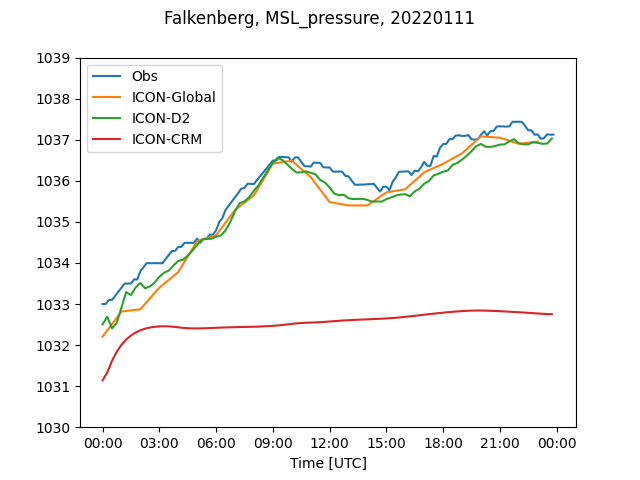 Falkenberg, MSL_pressure, 20220111
1039
1038
1037
1036
1035
1034
1033
1032
1031
1030
Obs
ICON-Global
ICON-D2
ICON-CRM
00:00 03:00 06:00 09:00 12:00 15:00 18:00 21:00 00:00
Time [UTC]